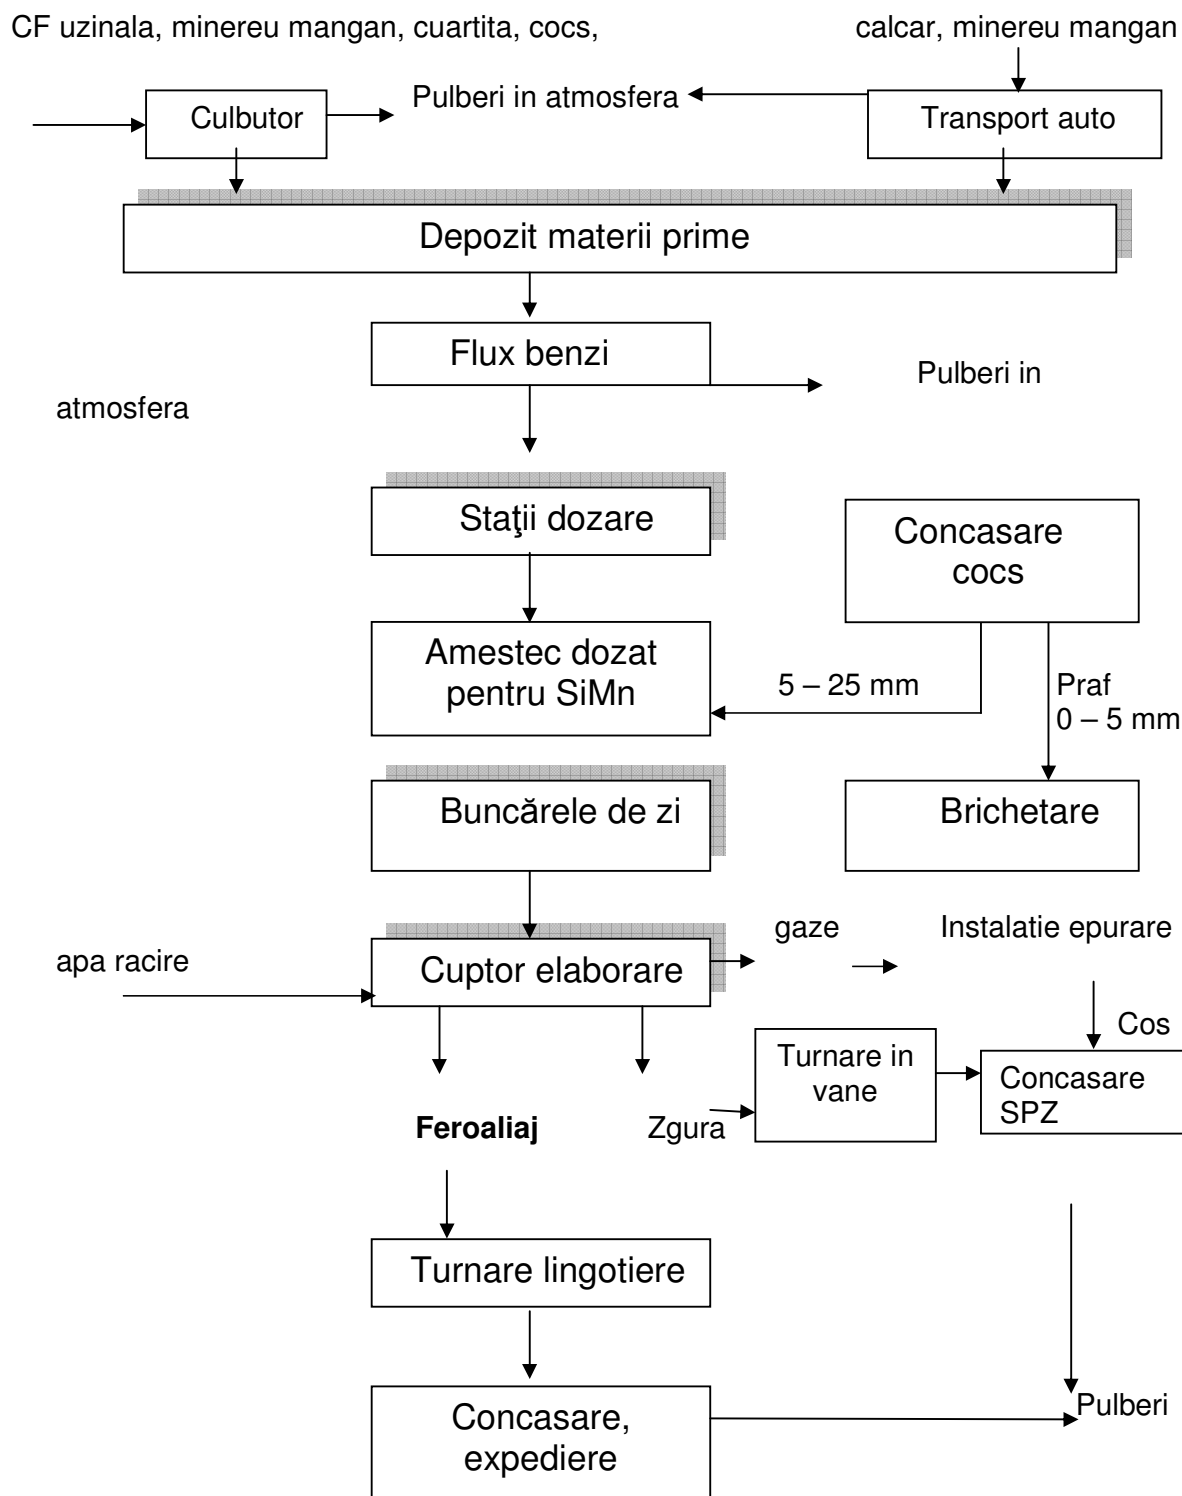 CF uzinala, minereu mangan, cuartita, cocs,
calcar, minereu mangan
Culbutor
Pulberi in atmosfera
Transport auto
Depozit materii prime
Flux benzi
Pulberi in
atmosfera
Staţii dozare
Concasare
cocs
Amestec dozat
pentru SiMn
5 – 25 mm
Praf
0 – 5 mm
Buncărele de zi
Brichetare
gaze
Instalatie epurare
apa racire
Cuptor elaborare
Cos
Turnare in
vane
Concasare
SPZ
Feroaliaj
Zgura
Turnare lingotiere
Concasare,
expediere
Pulberi